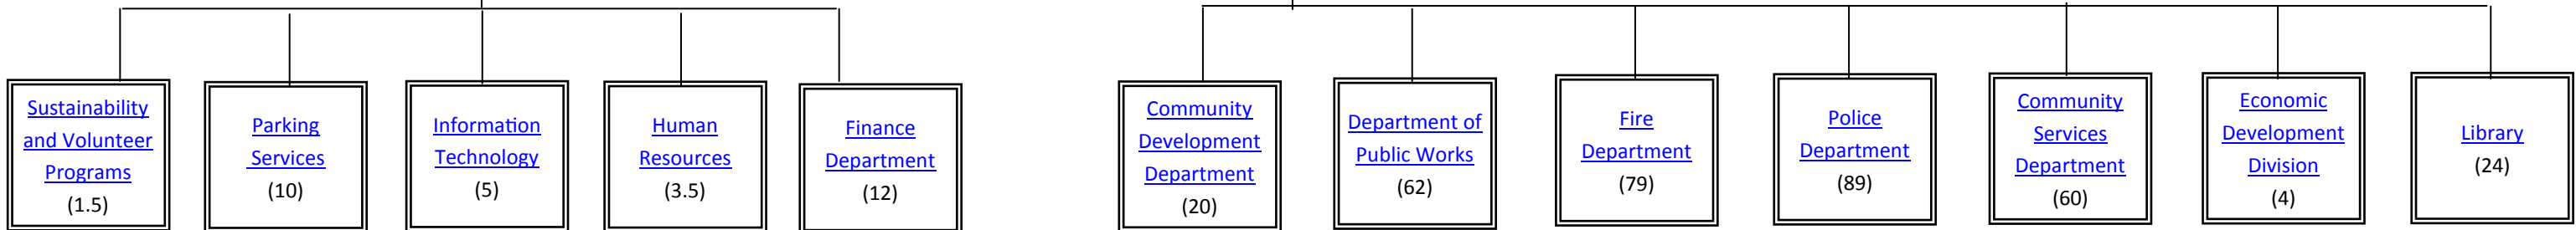 Sustainability
and Volunteer
Programs
(1.5)
Parking
Services
(10)
Information
Technology
(5)
Human
Resources
(3.5)
Finance
Department
(12)
Community
Development
Department
(20)
Department of
Public Works
(62)
Fire
Department
(79)
Police
Department
(89)
Community
Services
Department
(60)
Economic
Development
Division
(4)
Library
(24)